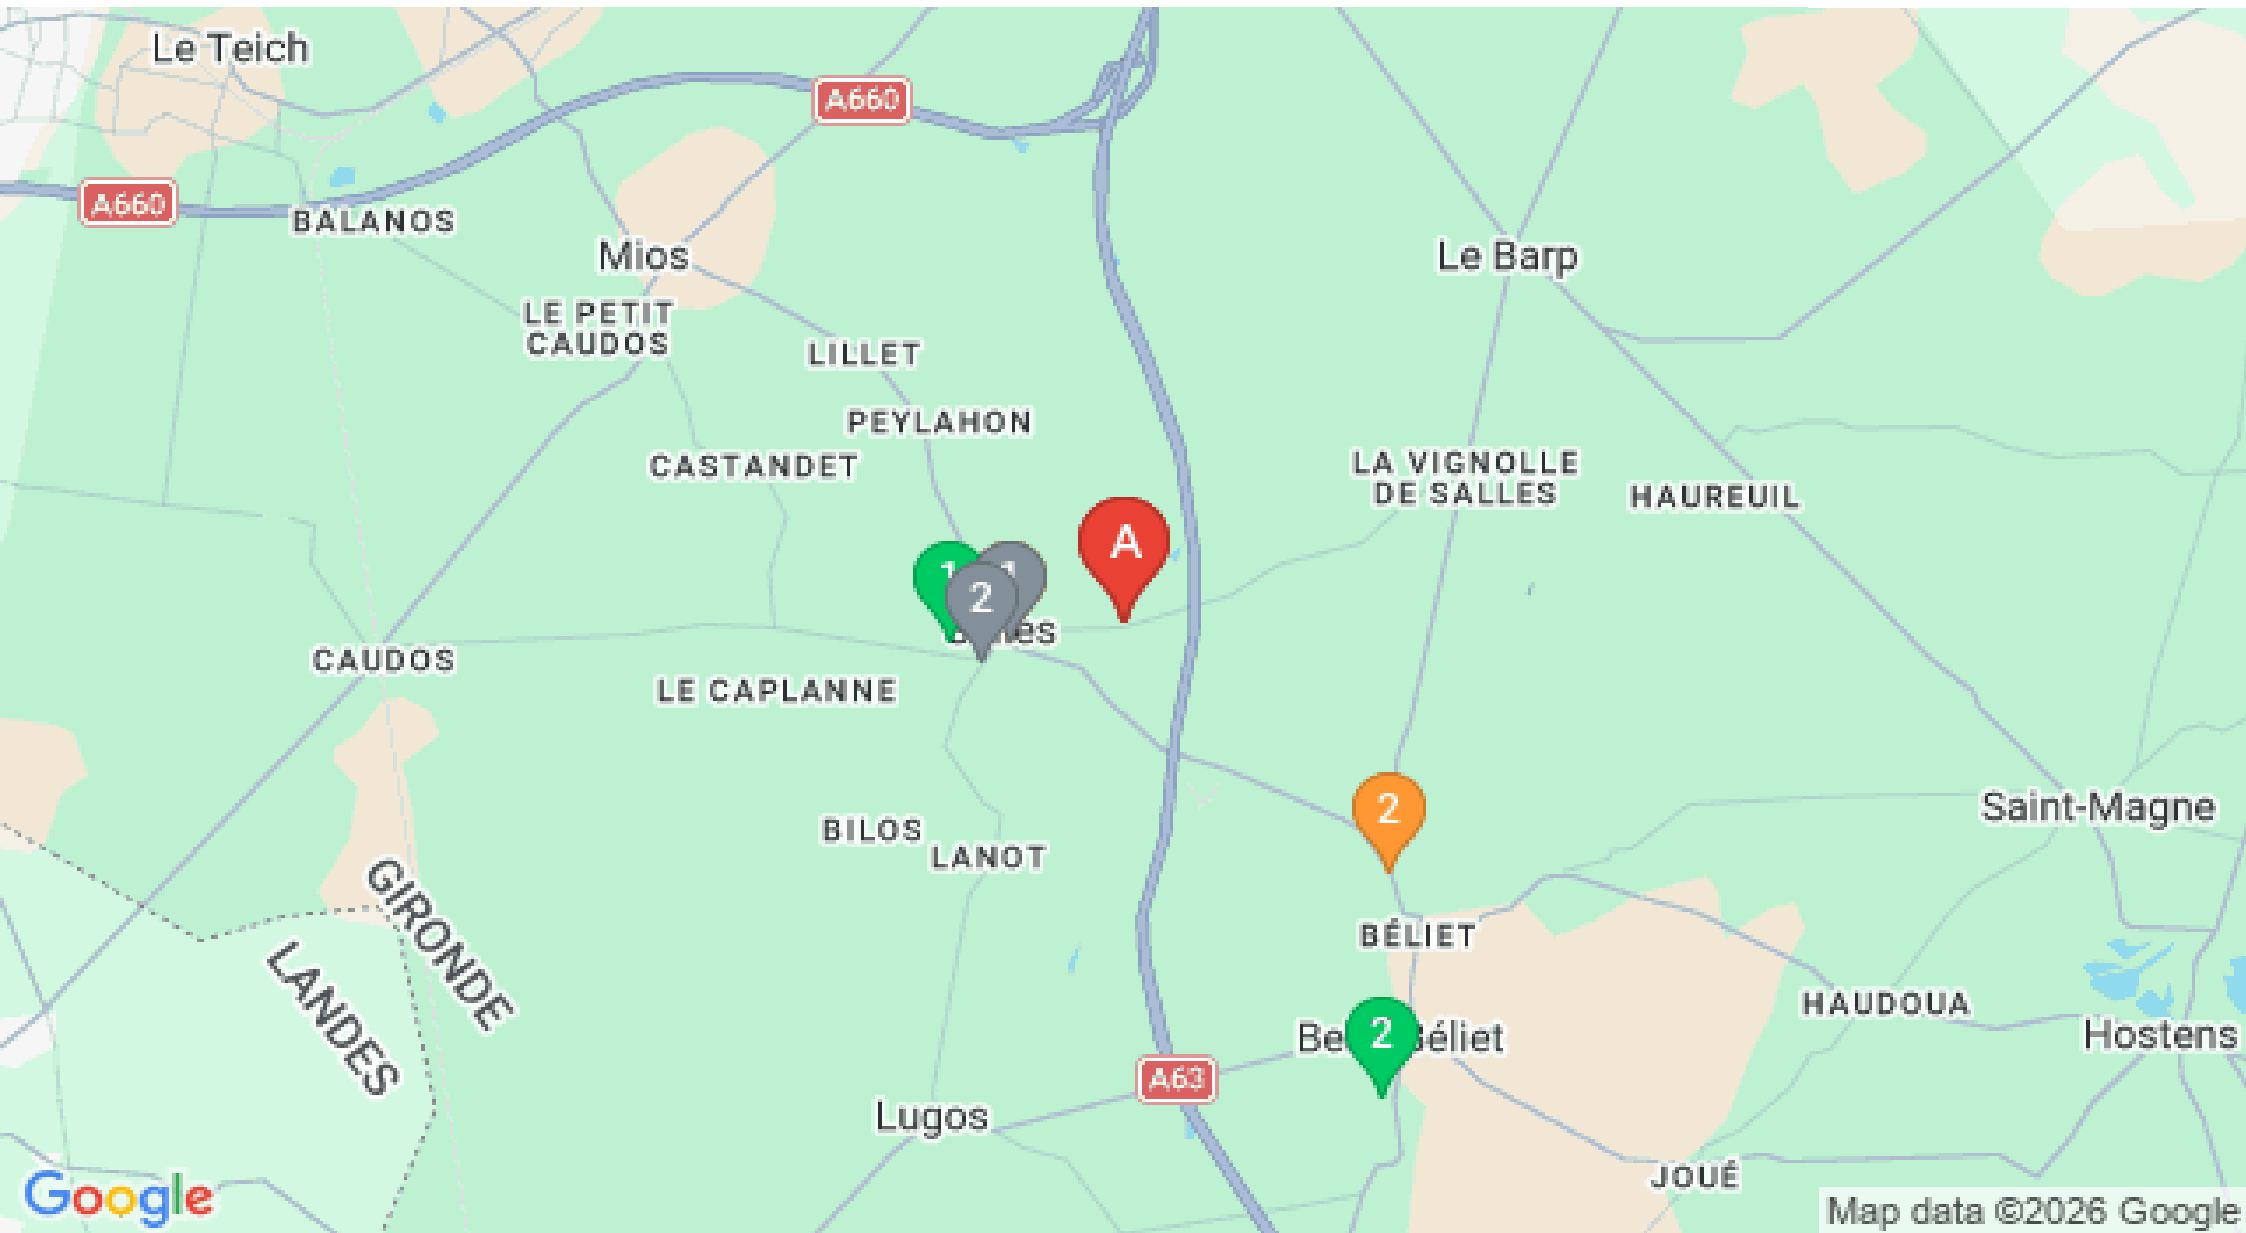 Le Teich
A660
A660
BALANOS
Mios
Le Barp
LE PETIT
CAUDOS
LILLET
PEYLAHON
CASTANDET
LA VIGNOLLE
DE SALLES
HAUREUIL
A
1
1
2
CAUDOS
LE CAPLANNE
2
Saint-Magne
BILOS
LANOT
GIRONDE
LANDES
BÉLIET
HAUDOUA
Hostens
2
A63
Lugos
JOUÉ
Google
Map data ©2026 Google